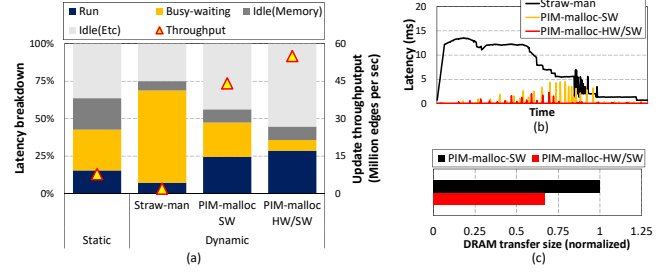 Run
Busy-waiting
Idle(Memory)
Idle(Etc)
Throughput
Latency breakdown
100%
75%
50%
25%
0%
60
45
30
15
0
Update throughputput
(Million edges per sec)
Straw-man
PIM-malloc
SW
PIM-malloc
HW/SW
Static
Dynamic
(a)
Straw-man
PIM-malloc-SW
PIM-malloc-HW/SW
Latency (ms)
20
15
10
5
0
Time
(b)
PIM-malloc-SW
PIM-malloc-HW/SW
0
0.25
0.5
0.75
1
1.25
DRAM transfer size (normalized)
(c)